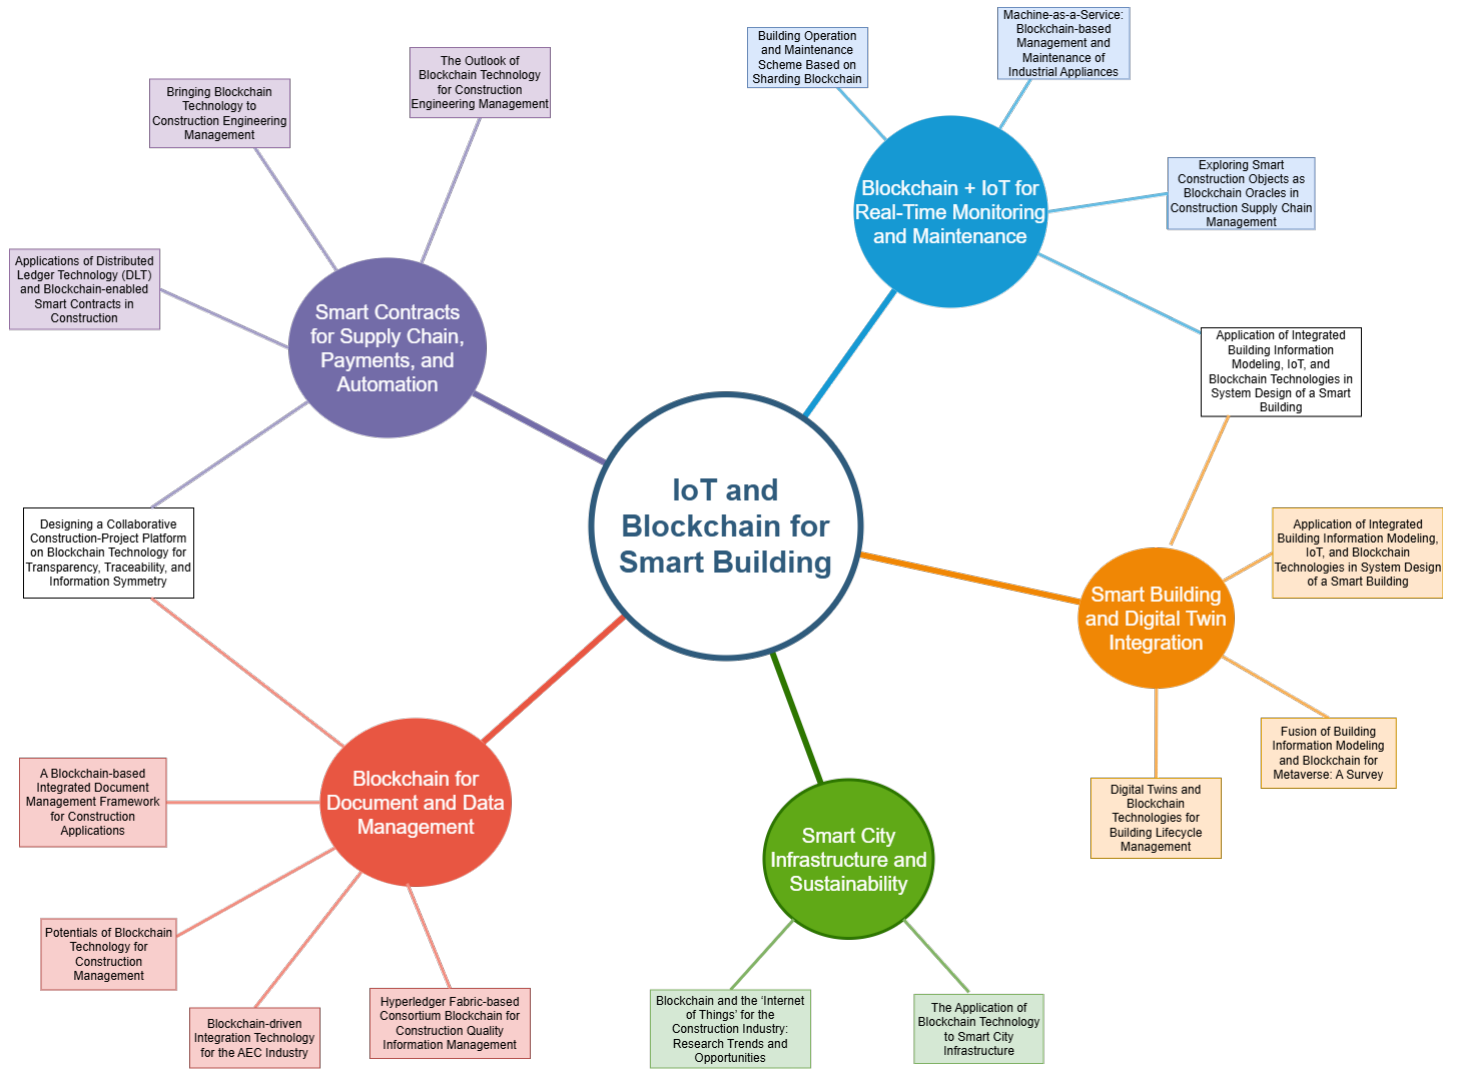 Machine-as-a-Service:
Blockchain-based
Management and
Maintenance of
Industrial Appliances
Building Operation
and Maintenance
Scheme Based on
Sharding Blockchain
The Outlook of
Blockchain Technology
for Construction
Engineering Management
Bringing Blockchain
Technology to
Construction Engineering
Management
Blockchain + IoT for
Real-Time Monitoring
and Maintenance
Exploring Smart
Construction Objects as
Blockchain Oracles in
Construction Supply Chain
Management
Applications of Distributed
Ledger Technology (DLT)
and Blockchain-enabled
Smart Contracts in
Construction
Smart Contracts
for Supply Chain,
Payments, and
Automation
Application of Integrated
Building Information
Modeling, IoT, and
Blockchain Technologies in
System Design of a Smart
Building
IoT and
Blockchain for
Smart Building
Designing a Collaborative
Construction-Project Platform
on Blockchain Technology for
Transparency, Traceability, and
Information Symmetry
Application of Integrated
Building Information Modeling,
IoT, and Blockchain
Technologies in System Design
of a Smart Building
Smart Building
and Digital Twin
Integration
Fusion of Building
Information Modeling
and Blockchain for
Metaverse: A Survey
Digital Twins and
Blockchain
Technologies for
Building Lifecycle
Management
Blockchain for
Document and Data
Management
A Blockchain-based
Integrated Document
Management Framework
for Construction
Applications
Smart City
Infrastructure and
Sustainability
Potentials of Blockchain
Technology for
Construction
Management
Blockchain-driven
Integration Technology
for the AEC Industry
Hyperledger Fabric-based
Consortium Blockchain for
Construction Quality
Information Management
Blockchain and the ‘Internet
of Things’ for the
Construction Industry:
Research Trends and
Opportunities
The Application of
Blockchain Technology
to Smart City
Infrastructure